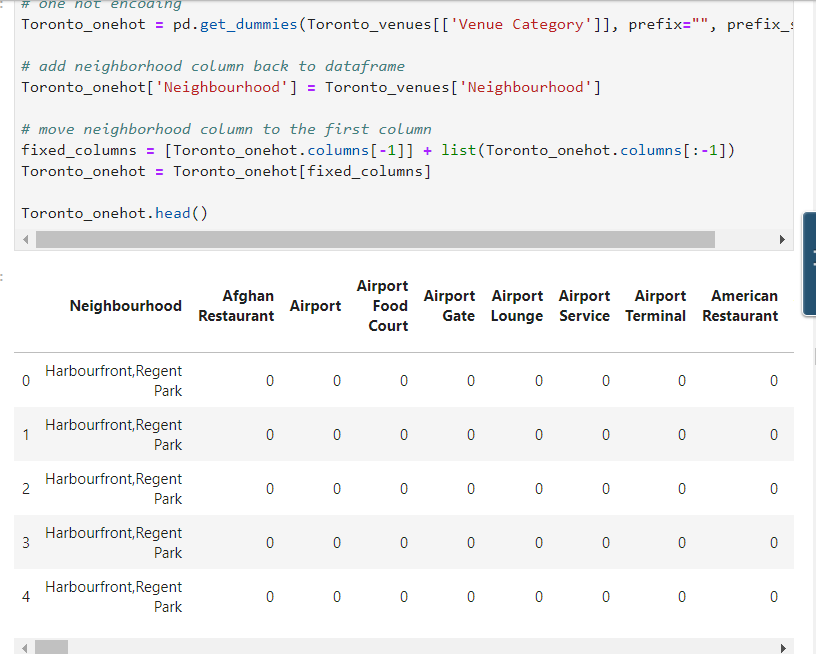 # one hot encoding
Toronto_onehot = pd.get_dummies(Toronto_venues[['Venue Category']], prefix="", prefix_s
# add neighborhood column back to dataframe
Toronto_onehot['Neighbourhood'] = Toronto_venues['Neighbourhood']
# move neighborhood column to the first column
fixed_columns = [Toronto_onehot.columns[-1]] + list(Toronto_onehot.columns[:-1])
Toronto_onehot = Toronto_onehot[fixed_columns]
Toronto_onehot.head()
Neighbourhood Afghan Restaurant Airport Airport Food Court Airport Gate Airport Lounge Airport Service Airport Terminal American Restaurant
0 Harbourfront,Regent Park 0 0 0 0 0 0 0 0
1 Harbourfront,Regent Park 0 0 0 0 0 0 0 0
2 Harbourfront,Regent Park 0 0 0 0 0 0 0 0
3 Harbourfront,Regent Park 0 0 0 0 0 0 0 0
4 Harbourfront,Regent Park 0 0 0 0 0 0 0 0